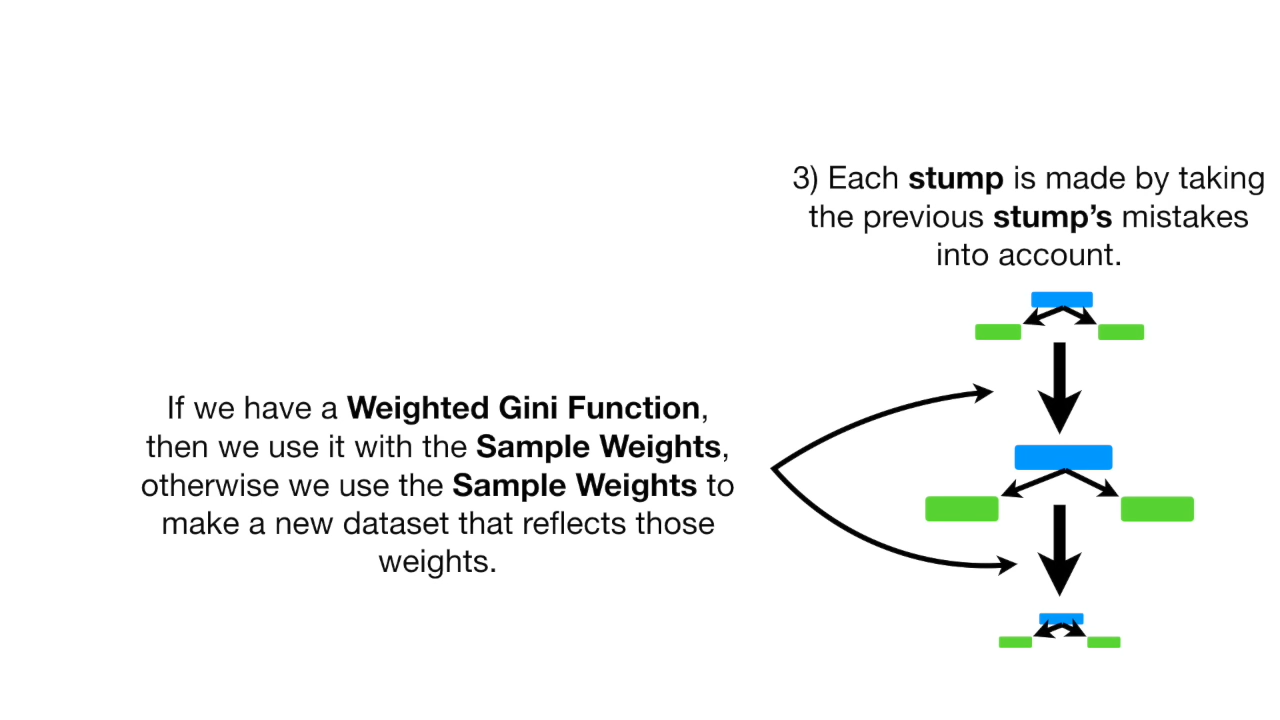 3) Each stump is made by taking
the previous stump’s mistakes
into account.
If we have a Weighted Gini Function,
then we use it with the Sample Weights,
otherwise we use the Sample Weights to
make a new dataset that reflects those
weights.